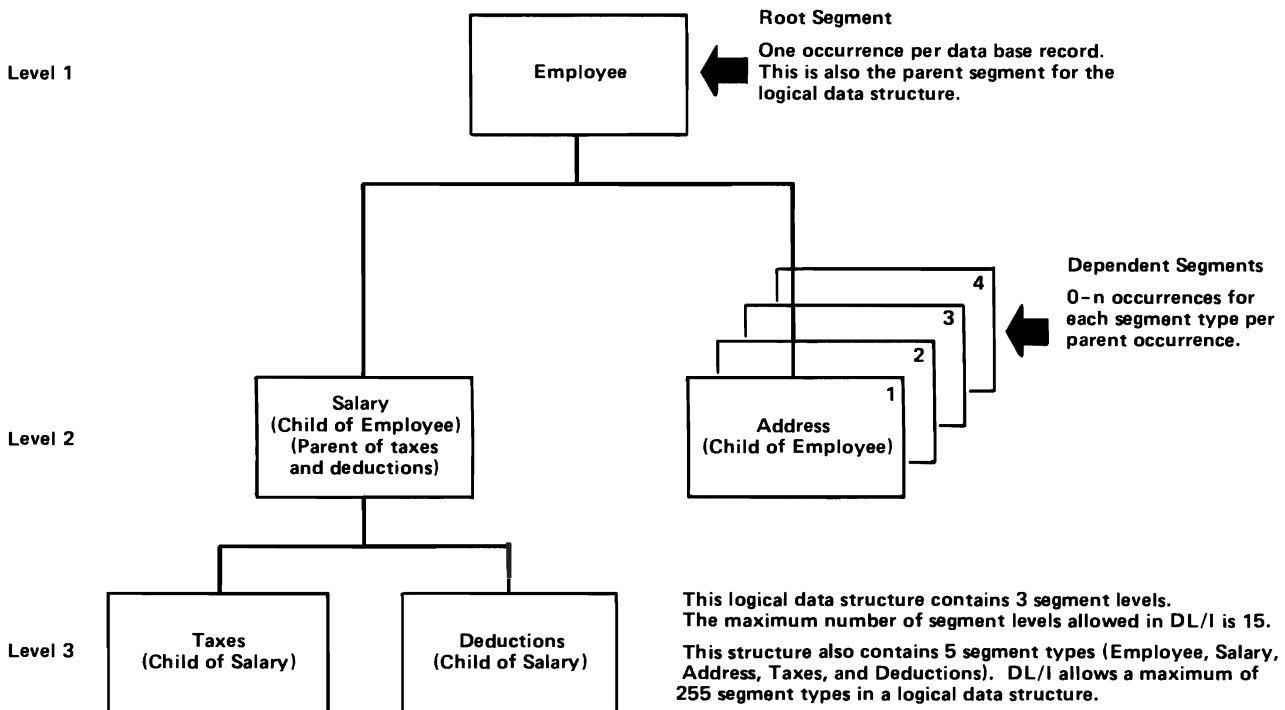 Root Segment
One occurrence per data base record.
This is also the parent segment for the
logical data structure.
Level 1
Employee
Dependent Segments
0-n occurrences for
each segment type per
parent occurrence.
4
3
2
1
Level 2
Salary
(Child of Employee)
(Parent of taxes
and deductions)
Address
(Child of Employee)
Level 3
Taxes
(Child of Salary)
Deductions
(Child of Salary)
This logical data structure contains 3 segment levels.
The maximum number of segment levels allowed in DL/I is 15.
This structure also contains 5 segment types (Employee, Salary,
Address, Taxes, and Deductions). DL/I allows a maximum of
255 segment types in a logical data structure.